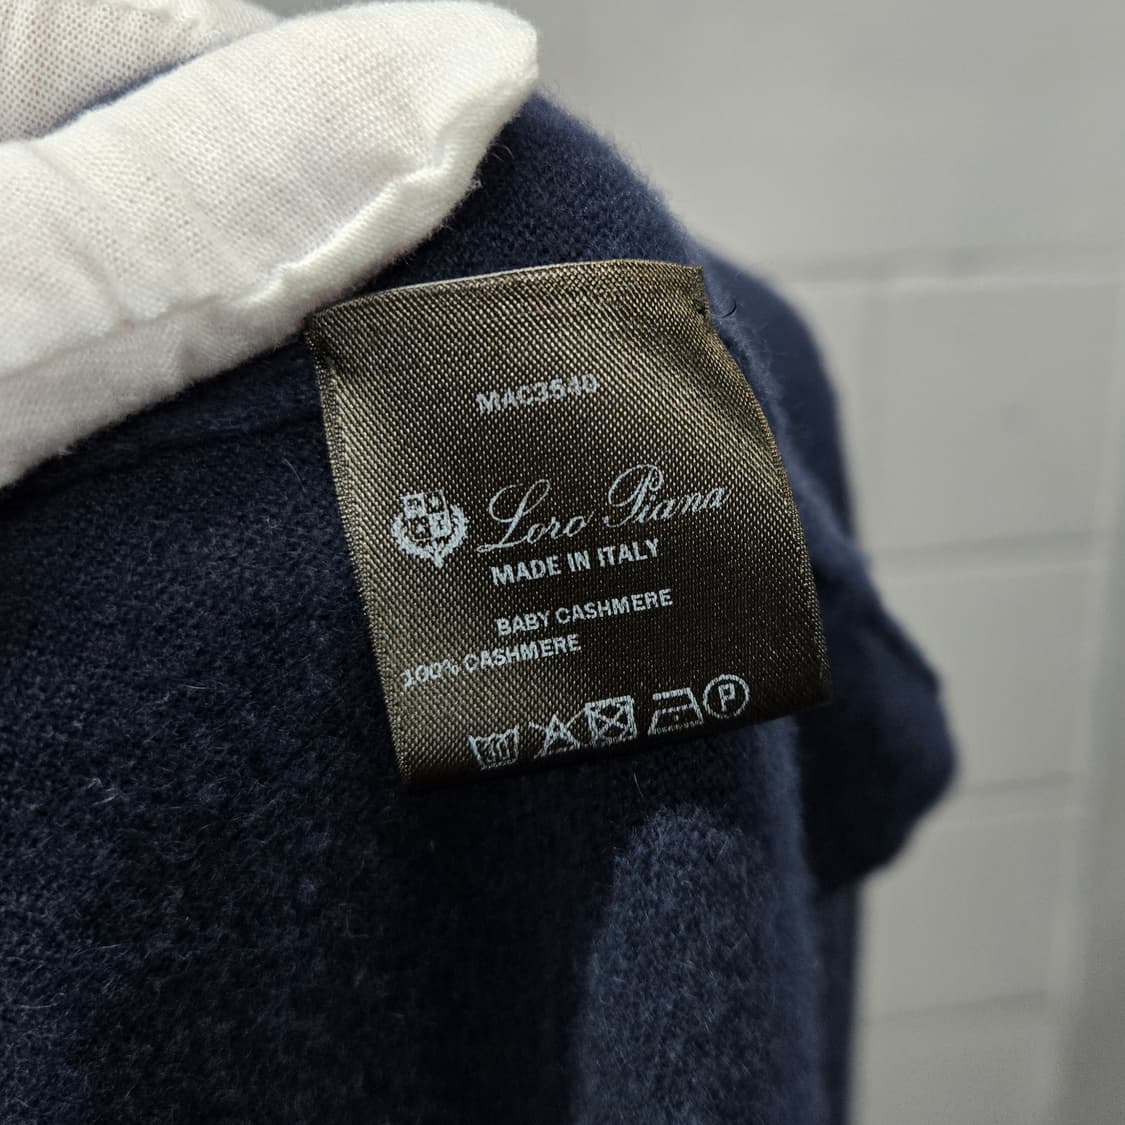 MAC3540
Loro Piana
MADE IN ITALY
BABY CASHMERE
100% CASHMERE
P